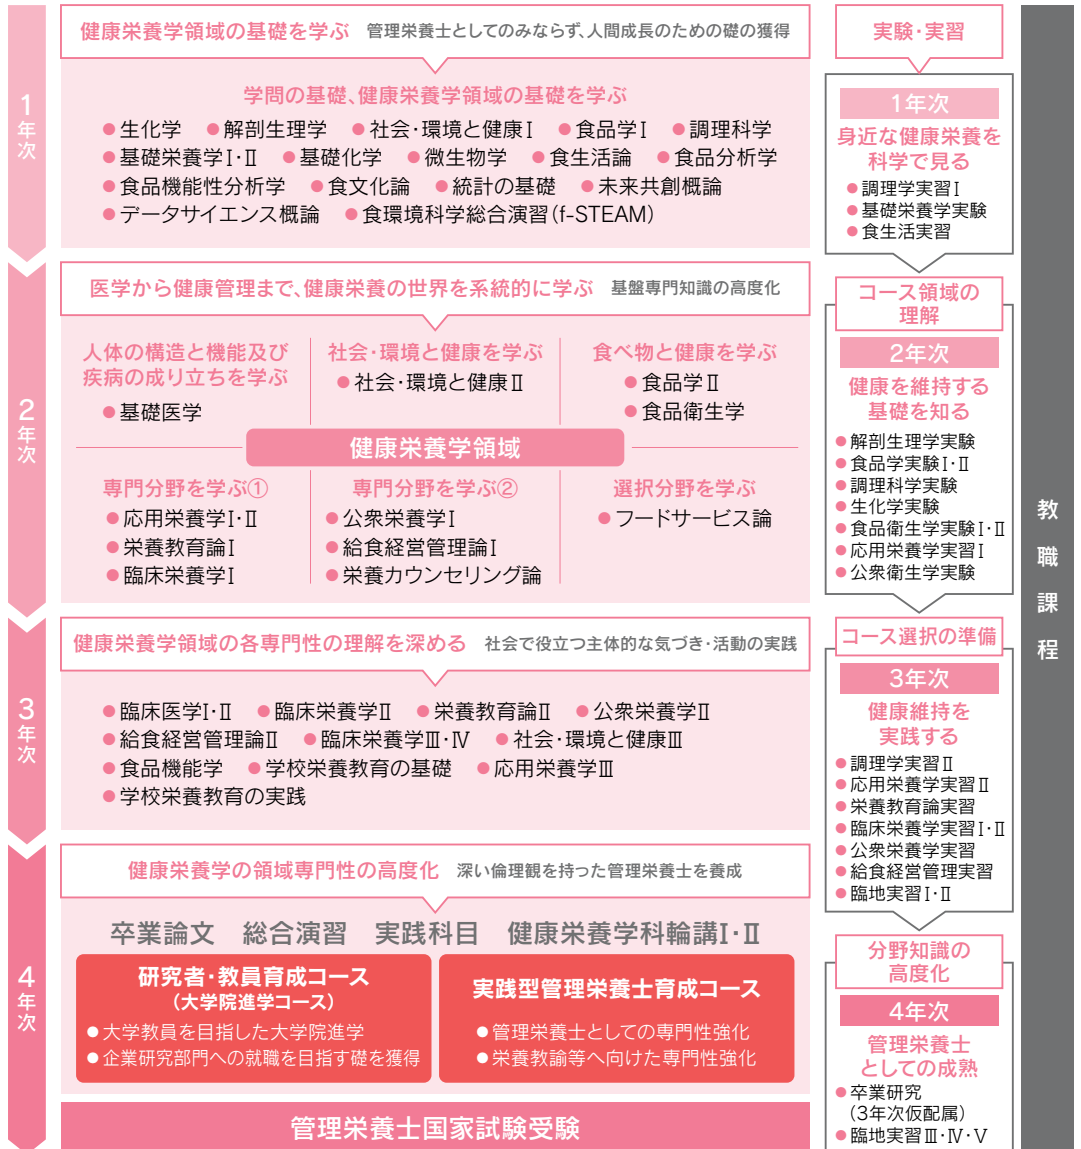 1年次
健康栄養学領域の基礎を学ぶ 管理栄養士としてのみならず、人間成長のための礎の獲得
学問の基礎、健康栄養学領域の基礎を学ぶ
●生化学 ●解剖生理学 ●社会・環境と健康Ⅰ ●食品学Ⅰ ●調理科学
●基礎栄養学Ⅰ・Ⅱ ●基礎化学 ●微生物学 ●食生活論 ●食品分析学
●食品機能性分析学 ●食文化論 ●統計の基礎 ●未来共創概論
●データサイエンス概論 ●食環境科学総合演習(f-STEAM)
2年次
医学から健康管理まで、健康栄養の世界を系統的に学ぶ 基盤専門知識の高度化
人体の構造と機能及び
疾病の成り立ちを学ぶ
●基礎医学
社会・環境と健康を学ぶ
●社会・環境と健康Ⅱ
食べ物と健康を学ぶ
●食品学Ⅱ
●食品衛生学
健康栄養学領域
専門分野を学ぶ①
●応用栄養学Ⅰ・Ⅱ
●栄養教育論Ⅰ
●臨床栄養学Ⅰ
専門分野を学ぶ②
●公衆栄養学Ⅰ
●給食経営管理論Ⅰ
●栄養カウンセリング論
選択分野を学ぶ
●フードサービス論
3年次
健康栄養学領域の各専門性の理解を深める 社会で役立つ主体的な気づき・活動の実践
●臨床医学Ⅰ・Ⅱ ●臨床栄養学Ⅱ ●栄養教育論Ⅱ ●公衆栄養学Ⅱ
●給食経営管理論Ⅱ ●臨床栄養学Ⅲ・Ⅳ ●社会・環境と健康Ⅲ
●食品機能学 ●学校栄養教育の基礎 ●応用栄養学Ⅲ
●学校栄養教育の実践
4年次
健康栄養学の領域専門性の高度化 深い倫理観を持った管理栄養士を養成
卒業論文 総合演習 実践科目 健康栄養学科輪講Ⅰ・Ⅱ
研究者・教員育成コース
(大学院進学コース)
●大学教員を目指した大学院進学
●企業研究部門への就職を目指す礎を獲得
実践型管理栄養士育成コース
●管理栄養士としての専門性強化
●栄養教諭等へ向けた専門性強化
管理栄養士国家試験受験
実験・実習
1年次
身近な健康栄養を
科学で見る
●調理学実習Ⅰ
●基礎栄養学実験
●食生活実習
コース領域の
理解
2年次
健康を維持する
基礎を知る
●解剖生理学実験
●食品学実験Ⅰ・Ⅱ
●調理科学実験
●生化学実験
●食品衛生学実験Ⅰ・Ⅱ
●応用栄養学実習Ⅰ
●公衆衛生学実験
コース選択の準備
3年次
健康維持を
実践する
●調理学実習Ⅱ
●応用栄養学実習Ⅱ
●栄養教育論実習
●臨床栄養学実習Ⅰ・Ⅱ
●公衆栄養学実習
●給食経営管理実習
●臨地実習Ⅰ・Ⅱ
分野知識の
高度化
4年次
管理栄養士
としての成熟
●卒業研究
(3年次仮配属)
●臨地実習Ⅲ・Ⅳ・Ⅴ
教職課程